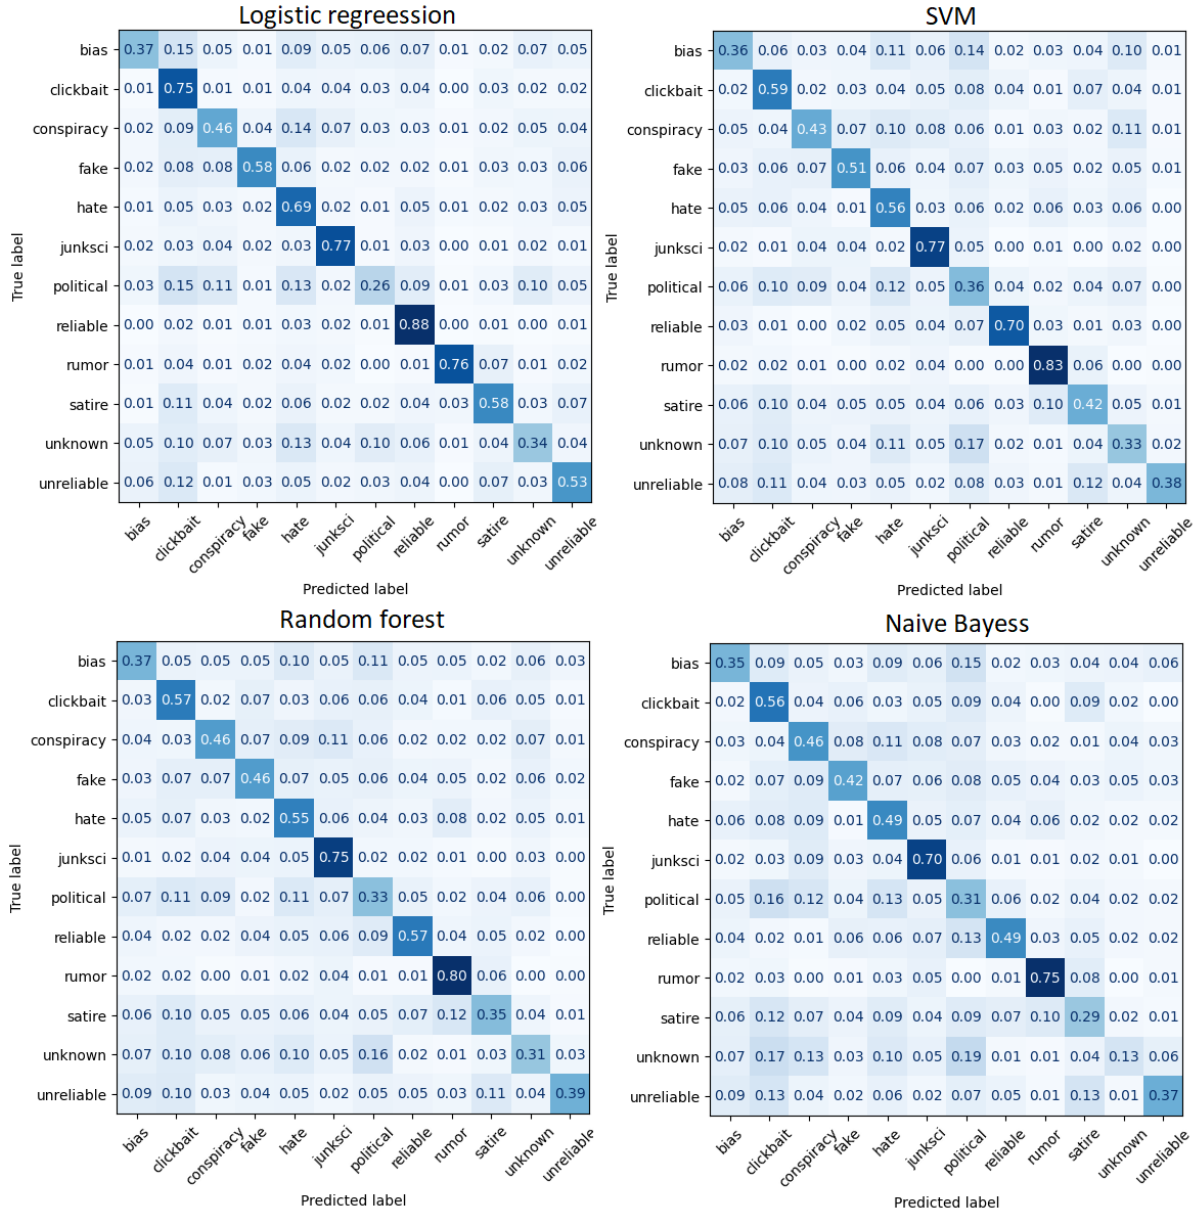 Logistic regreession
bias 0.37 0.15 0.05 0.01 0.09 0.05 0.06 0.07 0.01 0.02 0.07 0.05
clickbait 0.01 0.75 0.01 0.01 0.04 0.04 0.03 0.04 0.00 0.03 0.02 0.02
conspiracy 0.02 0.09 0.46 0.04 0.14 0.07 0.03 0.03 0.01 0.02 0.05 0.04
fake 0.02 0.08 0.08 0.58 0.06 0.02 0.02 0.02 0.01 0.03 0.03 0.06
hate 0.01 0.05 0.03 0.02 0.69 0.02 0.01 0.05 0.01 0.02 0.03 0.05
junksci 0.02 0.03 0.04 0.02 0.03 0.77 0.01 0.03 0.00 0.01 0.02 0.01
political 0.03 0.15 0.11 0.01 0.13 0.02 0.26 0.09 0.01 0.03 0.10 0.05
reliable 0.00 0.02 0.01 0.01 0.03 0.02 0.01 0.88 0.00 0.01 0.00 0.01
rumor 0.01 0.04 0.01 0.02 0.04 0.01 0.00 0.01 0.76 0.07 0.01 0.02
satire 0.01 0.11 0.04 0.02 0.06 0.02 0.02 0.04 0.03 0.58 0.03 0.07
unknown 0.05 0.10 0.07 0.03 0.13 0.04 0.10 0.06 0.01 0.04 0.34 0.04
unreliable 0.06 0.12 0.01 0.03 0.05 0.02 0.03 0.04 0.00 0.07 0.03 0.53
True label
bias clickbait conspiracy fake hate junksci political reliable rumor satire unknown unreliable
Predicted label
SVM
bias 0.36 0.06 0.03 0.04 0.11 0.06 0.14 0.02 0.03 0.04 0.10 0.01
clickbait 0.02 0.59 0.02 0.03 0.04 0.05 0.08 0.04 0.01 0.07 0.04 0.01
conspiracy 0.05 0.04 0.43 0.07 0.10 0.08 0.06 0.01 0.03 0.02 0.11 0.01
fake 0.03 0.06 0.07 0.51 0.06 0.04 0.07 0.03 0.05 0.02 0.05 0.01
hate 0.05 0.06 0.04 0.01 0.56 0.03 0.06 0.02 0.06 0.03 0.06 0.00
junksci 0.02 0.01 0.04 0.04 0.02 0.77 0.05 0.00 0.01 0.00 0.02 0.00
political 0.06 0.10 0.09 0.04 0.12 0.05 0.36 0.04 0.02 0.04 0.07 0.00
reliable 0.03 0.01 0.00 0.02 0.05 0.04 0.07 0.70 0.03 0.01 0.03 0.00
rumor 0.02 0.02 0.01 0.00 0.02 0.04 0.00 0.00 0.83 0.06 0.00 0.00
satire 0.06 0.10 0.04 0.05 0.05 0.04 0.06 0.03 0.10 0.42 0.05 0.01
unknown 0.07 0.10 0.05 0.04 0.11 0.05 0.17 0.02 0.01 0.04 0.33 0.02
unreliable 0.08 0.11 0.04 0.03 0.05 0.02 0.08 0.03 0.01 0.12 0.04 0.38
True label
bias clickbait conspiracy fake hate junksci political reliable rumor satire unknown unreliable
Predicted label
Random forest
bias 0.37 0.05 0.05 0.05 0.10 0.05 0.11 0.05 0.05 0.02 0.06 0.03
clickbait 0.03 0.57 0.02 0.07 0.03 0.06 0.06 0.04 0.01 0.06 0.05 0.01
conspiracy 0.04 0.03 0.46 0.07 0.09 0.11 0.06 0.02 0.02 0.02 0.07 0.01
fake 0.03 0.07 0.07 0.46 0.07 0.05 0.06 0.04 0.05 0.02 0.06 0.02
hate 0.05 0.07 0.03 0.02 0.55 0.06 0.04 0.03 0.08 0.02 0.05 0.01
junksci 0.01 0.02 0.04 0.04 0.05 0.75 0.02 0.02 0.01 0.00 0.03 0.00
political 0.07 0.11 0.09 0.02 0.11 0.07 0.33 0.05 0.02 0.04 0.06 0.00
reliable 0.04 0.02 0.02 0.04 0.05 0.06 0.09 0.57 0.04 0.05 0.02 0.00
rumor 0.02 0.02 0.00 0.01 0.02 0.04 0.01 0.01 0.80 0.06 0.00 0.00
satire 0.06 0.10 0.05 0.05 0.06 0.04 0.05 0.07 0.12 0.35 0.04 0.01
unknown 0.07 0.10 0.08 0.06 0.10 0.05 0.16 0.02 0.01 0.03 0.31 0.03
unreliable 0.09 0.10 0.03 0.04 0.05 0.02 0.05 0.05 0.03 0.11 0.04 0.39
True label
bias clickbait conspiracy fake hate junksci political reliable rumor satire unknown unreliable
Predicted label
Naive Bayess
bias 0.35 0.09 0.05 0.03 0.09 0.06 0.15 0.02 0.03 0.04 0.04 0.06
clickbait 0.02 0.56 0.04 0.06 0.03 0.05 0.09 0.04 0.00 0.09 0.02 0.00
conspiracy 0.03 0.04 0.46 0.08 0.11 0.08 0.07 0.03 0.02 0.01 0.04 0.03
fake 0.02 0.07 0.09 0.42 0.07 0.06 0.08 0.05 0.04 0.03 0.05 0.03
hate 0.06 0.08 0.09 0.01 0.49 0.05 0.07 0.04 0.06 0.02 0.02 0.02
junksci 0.02 0.03 0.09 0.03 0.04 0.70 0.06 0.01 0.01 0.02 0.01 0.00
political 0.05 0.16 0.12 0.04 0.13 0.05 0.31 0.06 0.02 0.04 0.02 0.02
reliable 0.04 0.02 0.01 0.06 0.06 0.07 0.13 0.49 0.03 0.05 0.02 0.02
rumor 0.02 0.03 0.00 0.01 0.03 0.05 0.00 0.01 0.75 0.08 0.00 0.01
satire 0.06 0.12 0.07 0.04 0.09 0.04 0.09 0.07 0.10 0.29 0.02 0.01
unknown 0.07 0.17 0.13 0.03 0.10 0.05 0.19 0.01 0.01 0.04 0.13 0.06
unreliable 0.09 0.13 0.04 0.02 0.06 0.02 0.07 0.05 0.01 0.13 0.01 0.37
True label
bias clickbait conspiracy fake hate junksci political reliable rumor satire unknown unreliable
Predicted label